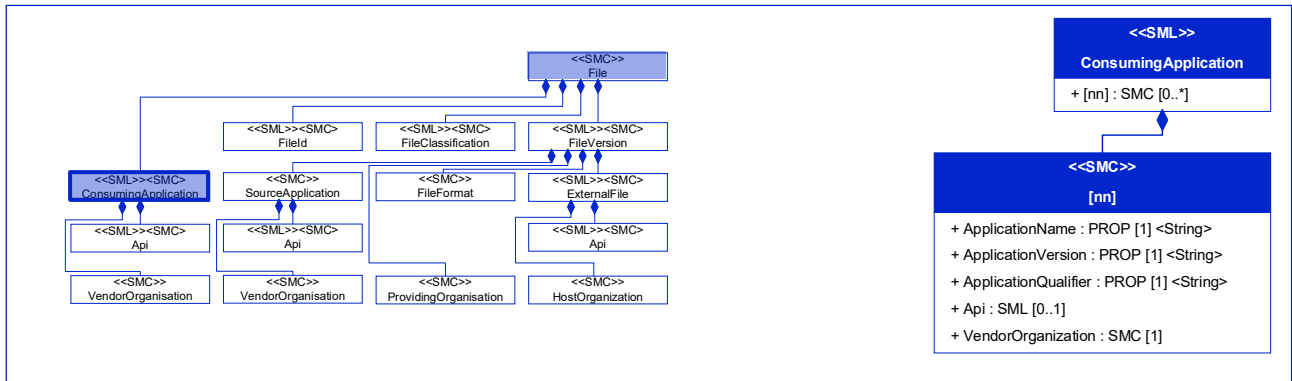 <<SMC>>
File
<<SML>><<SMC>>
FileId
<<SML>><<SMC>>
FileClassification
<<SML>><<SMC>>
FileVersion
<<SML>><<SMC>>
ConsumingApplication
<<SML>><<SMC>>
SourceApplication
<<SMC>>
FileFormat
<<SML>><<SMC>>
ExternalFile
<<SML>><<SMC>>
Api
<<SML>><<SMC>>
Api
<<SML>><<SMC>>
Api
<<SMC>>
VendorOrganisation
<<SMC>>
VendorOrganisation
<<SMC>>
ProvidingOrganisation
<<SMC>>
HostOrganization
<<SML>>
ConsumingApplication
+ [nn] : SMC [0..*]
<<SMC>>
[nn]
+ ApplicationName : PROP [1] <String>
+ ApplicationVersion : PROP [1] <String>
+ ApplicationQualifier : PROP [1] <String>
+ Api : SML [0..1]
+ VendorOrganization : SMC [1]